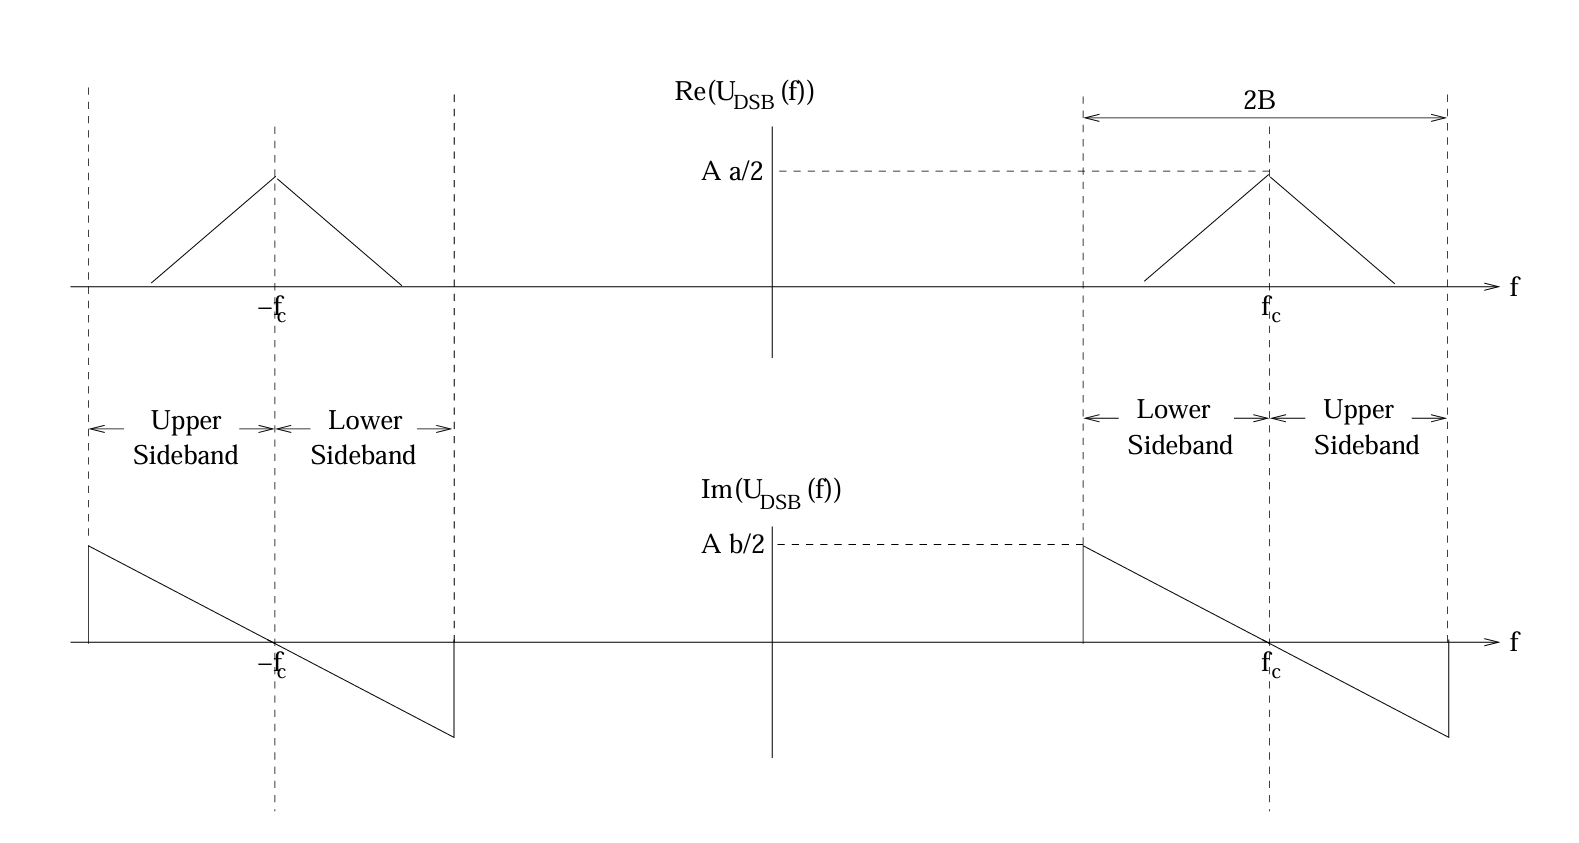 Re(U_DSB (f))
2B
A a/2
f
−f_c
f_c
Upper Sideband
Lower Sideband
Lower Sideband
Upper Sideband
Im(U_DSB (f))
A b/2
f
−f_c
f_c